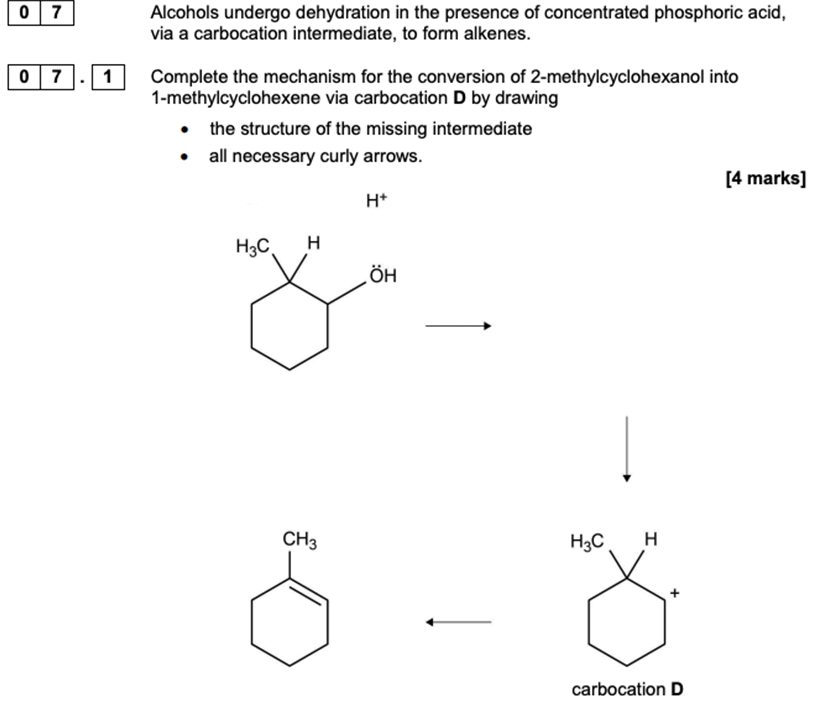 0 7 Alcohols undergo dehydration in the presence of concentrated phosphoric acid,
via a carbocation intermediate, to form alkenes.
0 7 . 1 Complete the mechanism for the conversion of 2-methylcyclohexanol into
1-methylcyclohexene via carbocation D by drawing
• the structure of the missing intermediate
• all necessary curly arrows.
[4 marks]
H⁺
H₃C H
ÖH
CH₃
H₃C H
+
carbocation D